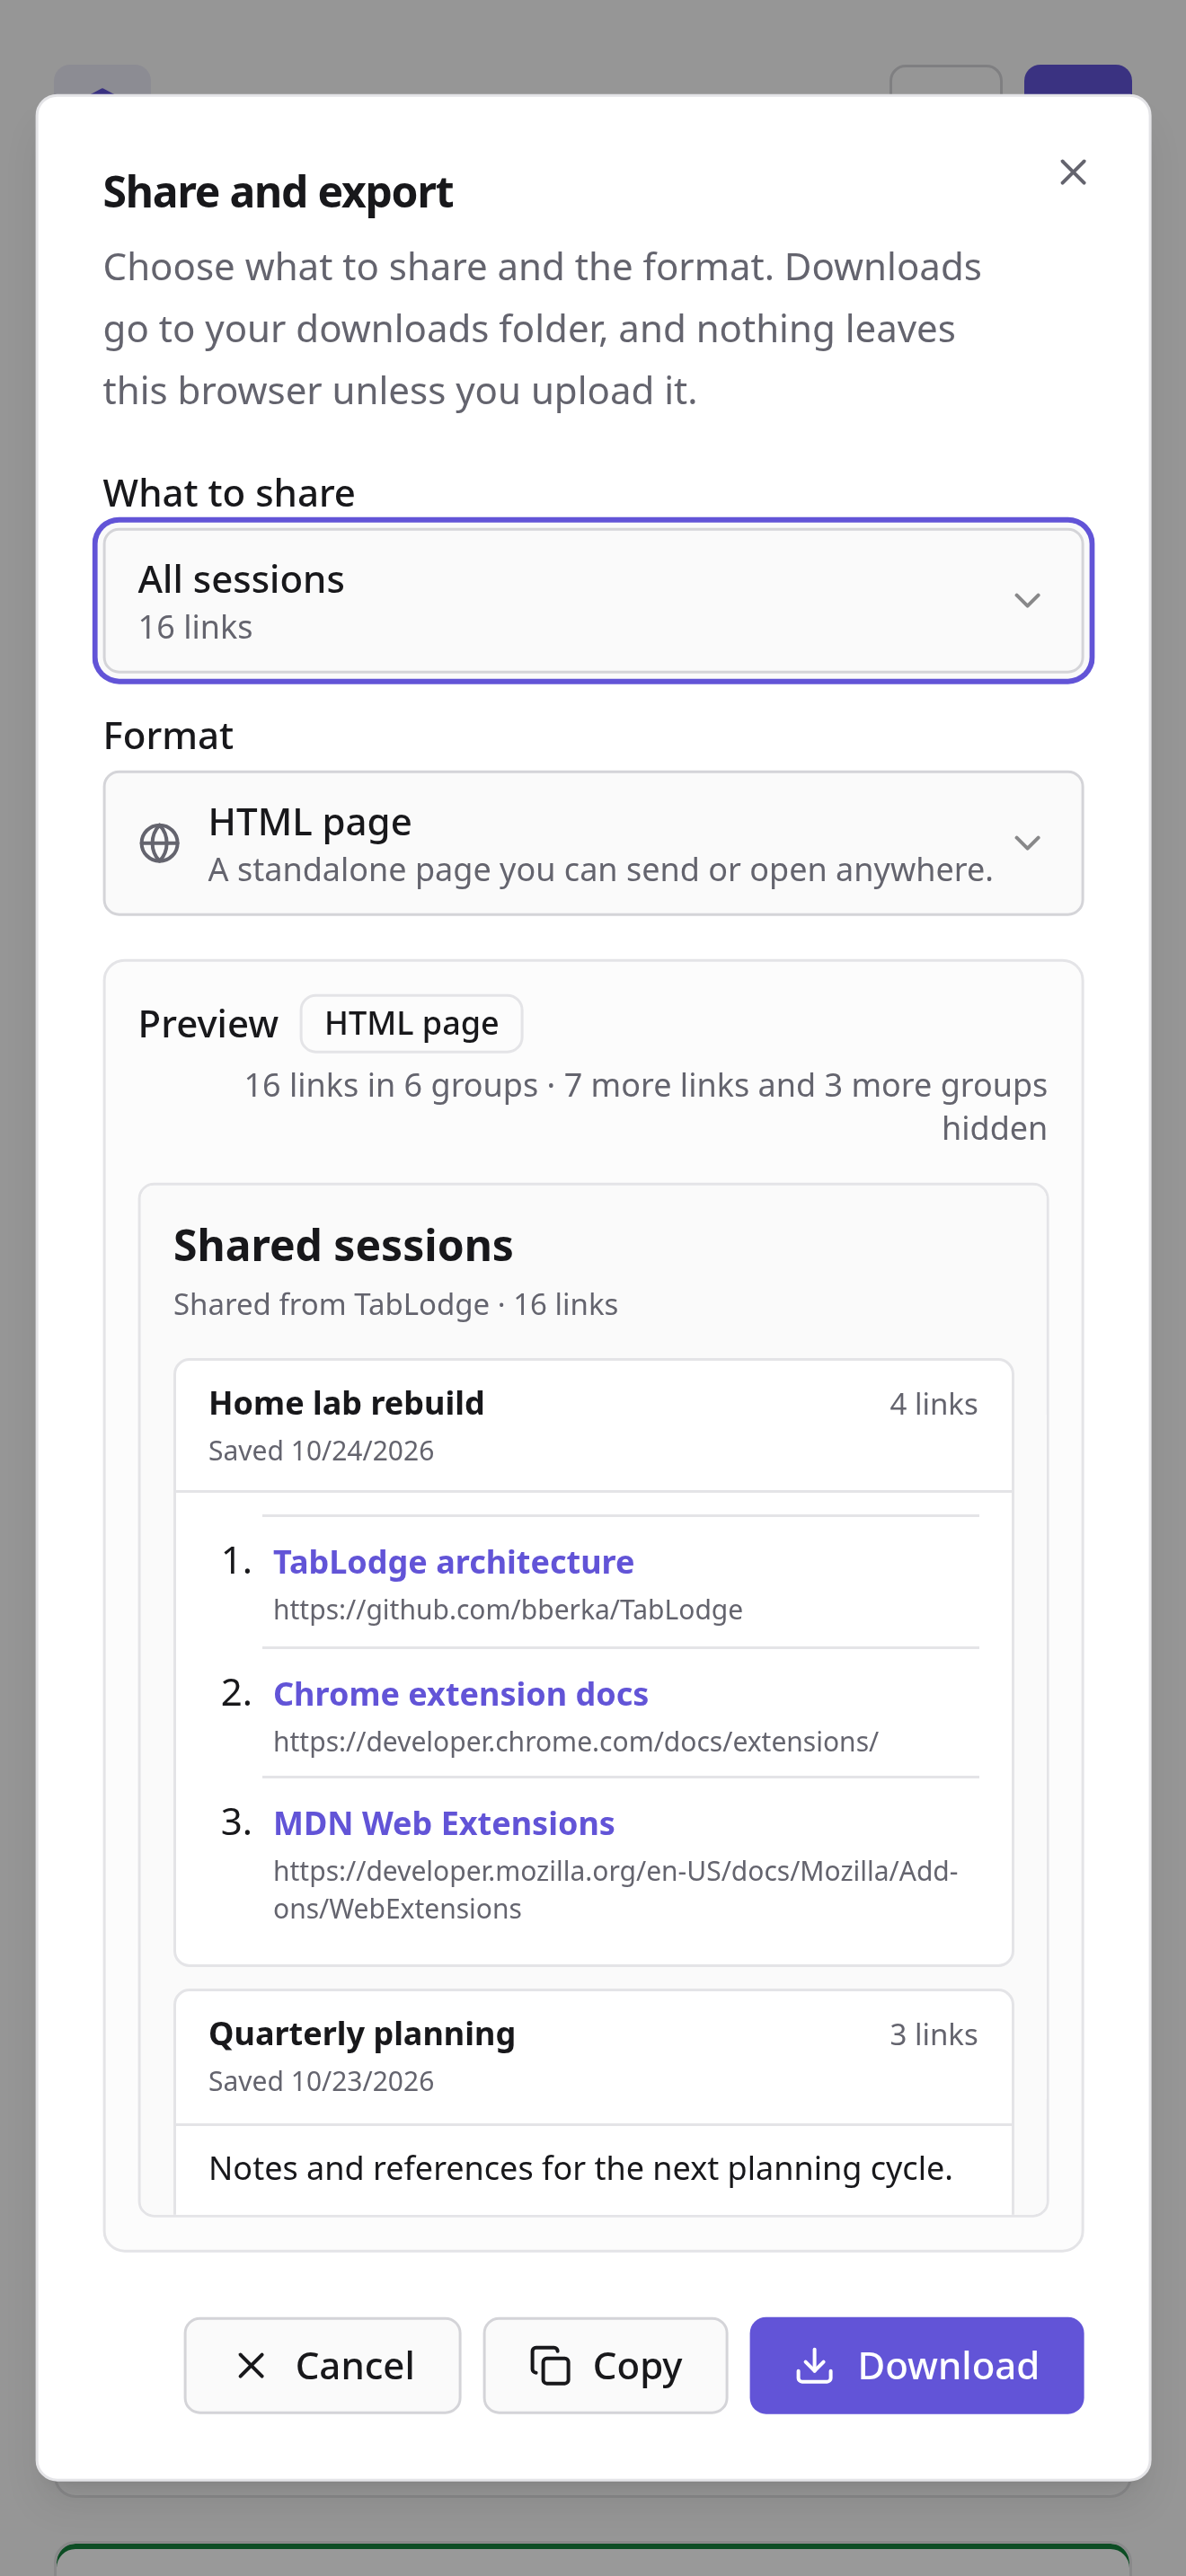 Share and export
Choose what to share and the format. Downloads
go to your downloads folder, and nothing leaves
this browser unless you upload it.
What to share
All sessions
16 links
Format
HTML page
A standalone page you can send or open anywhere.
Preview
HTML page
16 links in 6 groups · 7 more links and 3 more groups
hidden
Shared sessions
Shared from TabLodge · 16 links
Home lab rebuild
4 links
Saved 10/24/2026
1. TabLodge architecture
https://github.com/bberka/TabLodge
2. Chrome extension docs
https://developer.chrome.com/docs/extensions/
3. MDN Web Extensions
https://developer.mozilla.org/en-US/docs/Mozilla/Add-
ons/WebExtensions
Quarterly planning
3 links
Saved 10/23/2026
Notes and references for the next planning cycle.
Cancel
Copy
Download